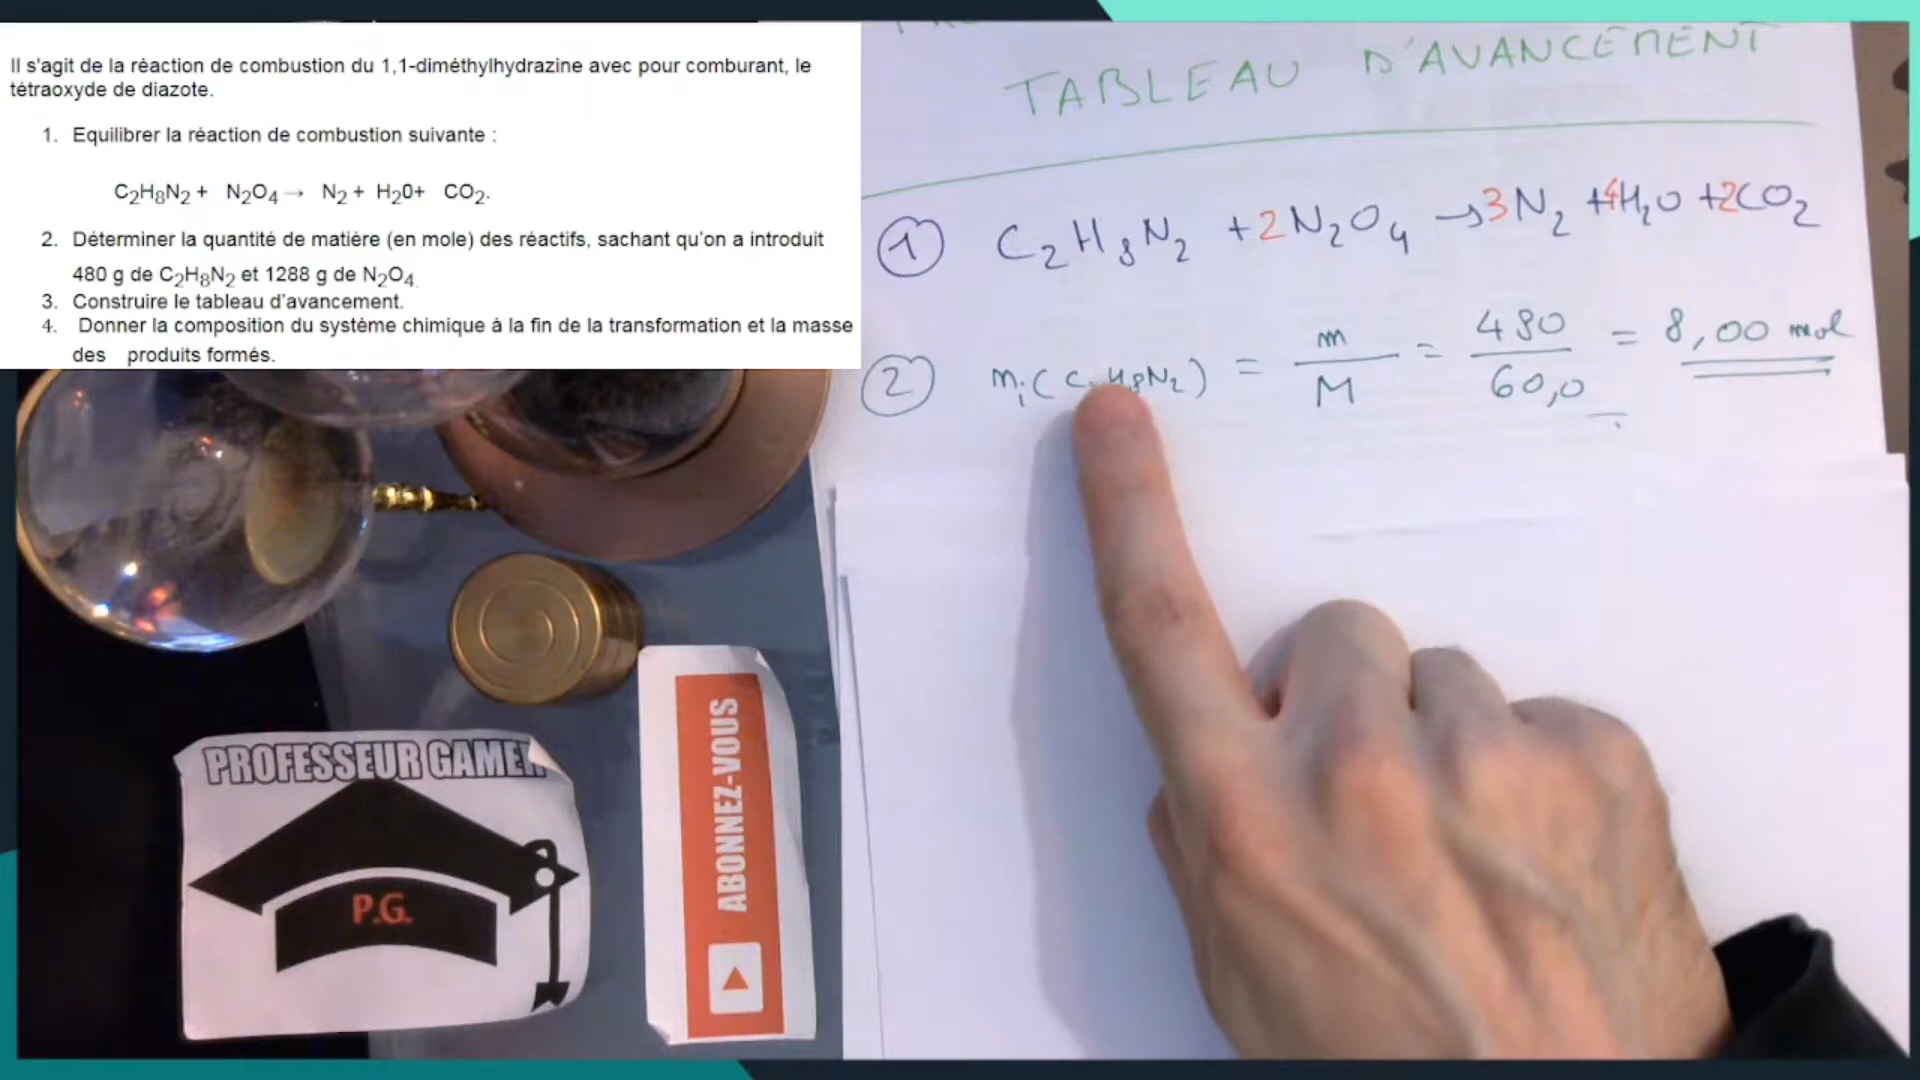 Il s'agit de la réaction de combustion du 1,1-diméthylhydrazine avec pour comburant, le
tétraoxyde de diazote.
1. Equilibrer la réaction de combustion suivante :
C₂H₈N₂ + N₂O₄ → N₂ + H₂0+ CO₂.
2. Déterminer la quantité de matière (en mole) des réactifs, sachant qu'on a introduit
480 g de C₂H₈N₂ et 1288 g de N₂O₄.
3. Construire le tableau d'avancement.
4. Donner la composition du système chimique à la fin de la transformation et la masse
des produits formés.
TABLEAU D'AVANCEMENT
① C₂H₈N₂ + 2N₂O₄ → 3N₂ + 4H₂O + 2CO₂
② nᵢ(C H₈N₂) = m/M = 480/60,0 = 8,00 mol
PROFESSEUR GAMER
P.G.
ABONNEZ-VOUS